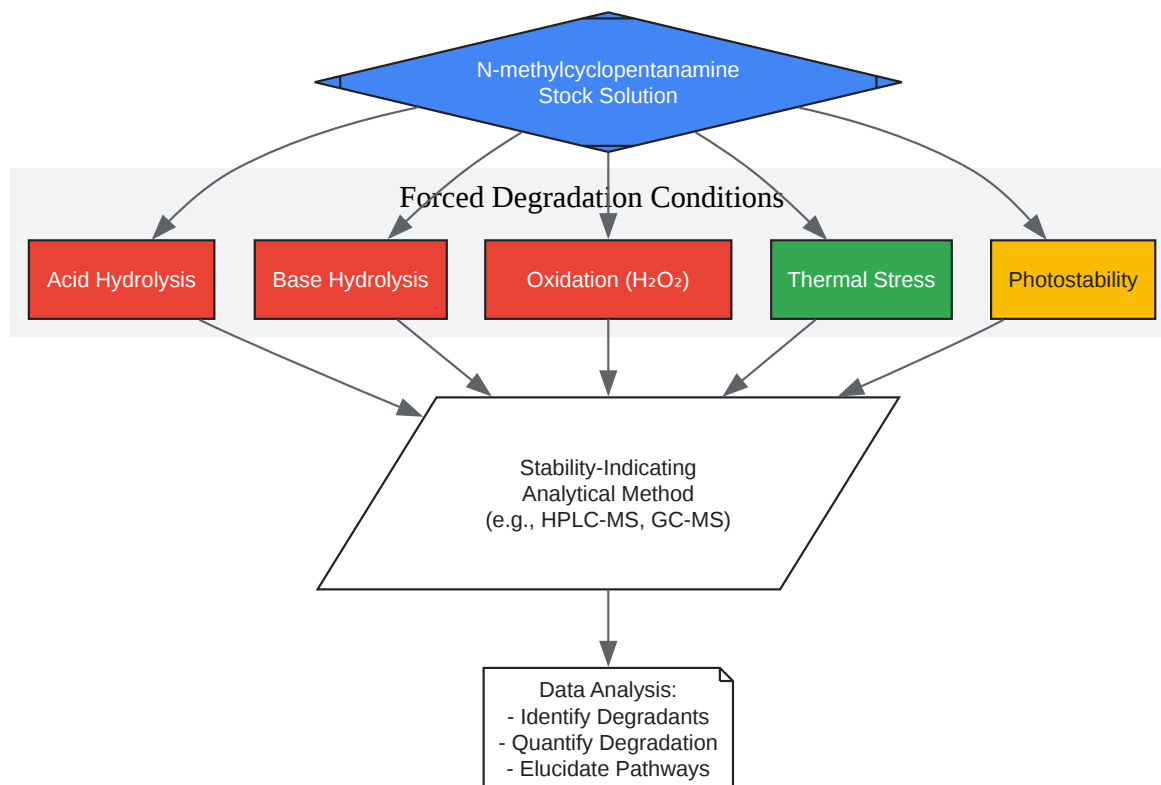 N-methylcyclopentanamine
Stock Solution
Forced Degradation Conditions
Acid Hydrolysis
Base Hydrolysis
Oxidation (H₂O₂)
Thermal Stress
Photostability
Stability-Indicating
Analytical Method
(e.g., HPLC-MS, GC-MS)
Data Analysis:
- Identify Degradants
- Quantify Degradation
- Elucidate Pathways